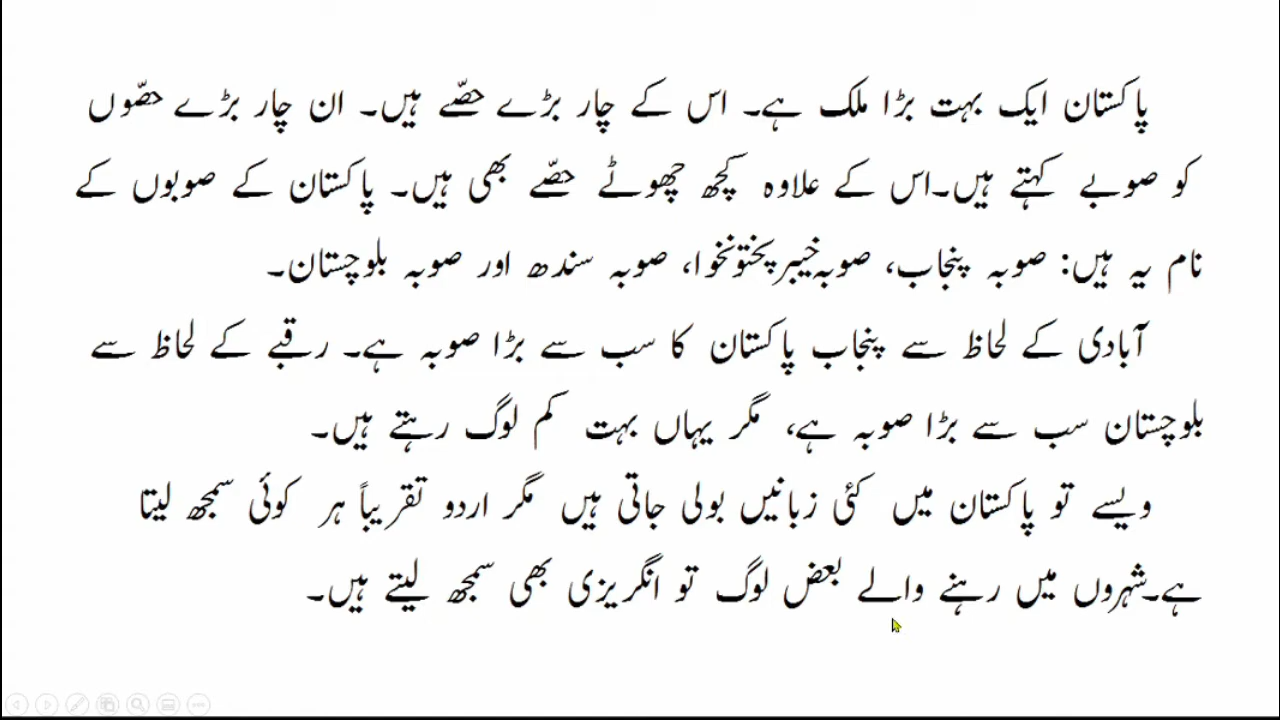 پاکستان ایک بہت بڑا ملک ہے۔ اس کے چار بڑے حصّے ہیں۔ ان چار بڑے حصّوں
کو صوبے کہتے ہیں۔اس کے علاوہ کچھ چھوٹے حصّے بھی ہیں۔ پاکستان کے صوبوں کے
نام یہ ہیں: صوبہ پنجاب، صوبہ خیبر پختونخوا، صوبہ سندھ اور صوبہ بلوچستان۔
آبادی کے لحاظ سے پنجاب پاکستان کا سب سے بڑا صوبہ ہے۔ رقبے کے لحاظ سے
بلوچستان سب سے بڑا صوبہ ہے، مگر یہاں بہت کم لوگ رہتے ہیں۔
ویسے تو پاکستان میں کئی زبانیں بولی جاتی ہیں مگر اردو تقریباً ہر کوئی سمجھ لیتا
ہے۔شہروں میں رہنے والے بعض لوگ تو انگریزی بھی سمجھ لیتے ہیں۔